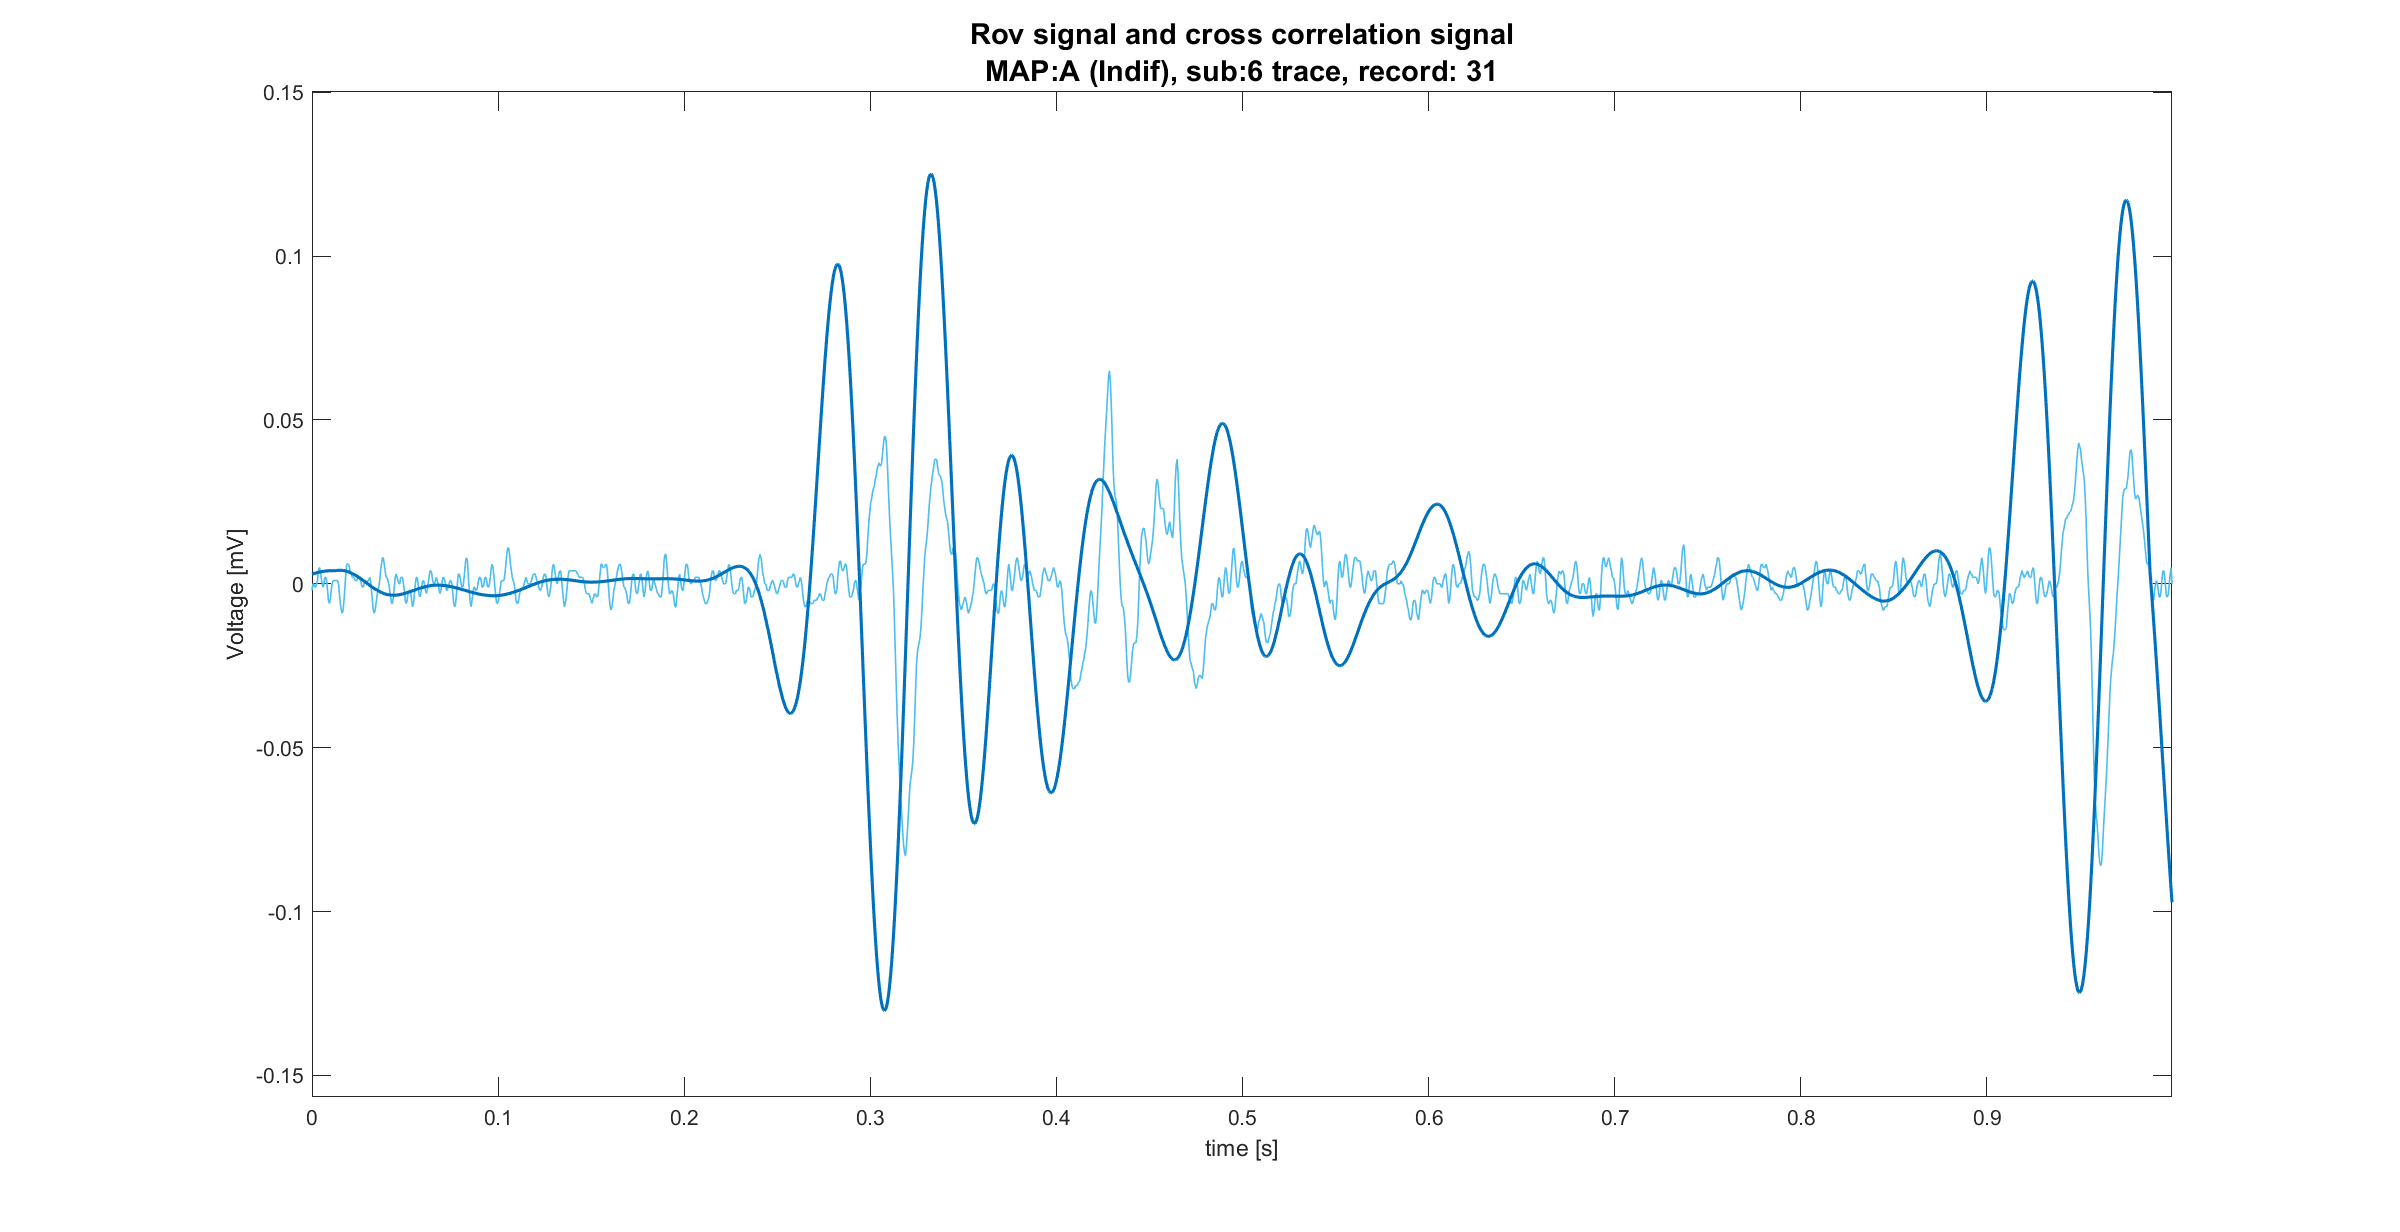 Rov signal and cross correlation signal
MAP:A (Indif), sub:6 trace, record: 31
0.15
0.1
0.05
0
-0.05
-0.1
-0.15
Voltage [mV]
0 0.1 0.2 0.3 0.4 0.5 0.6 0.7 0.8 0.9
time [s]